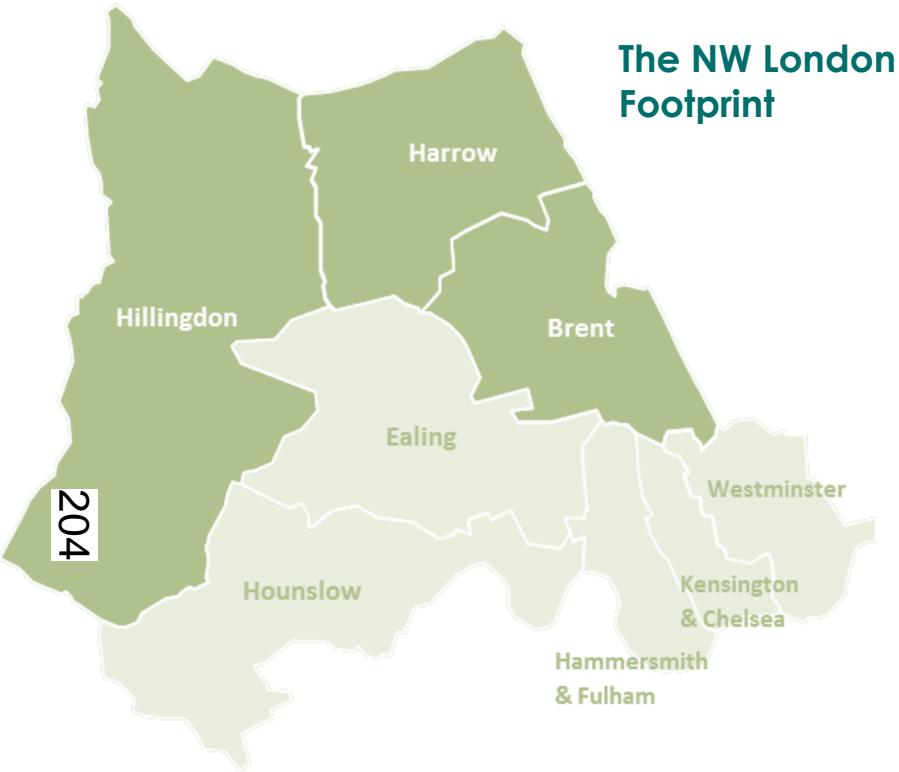 The NW London
Footprint
Harrow
Hillingdon
Brent
Ealing
Westminster
204
Hounslow
Kensington
& Chelsea
Hammersmith
& Fulham